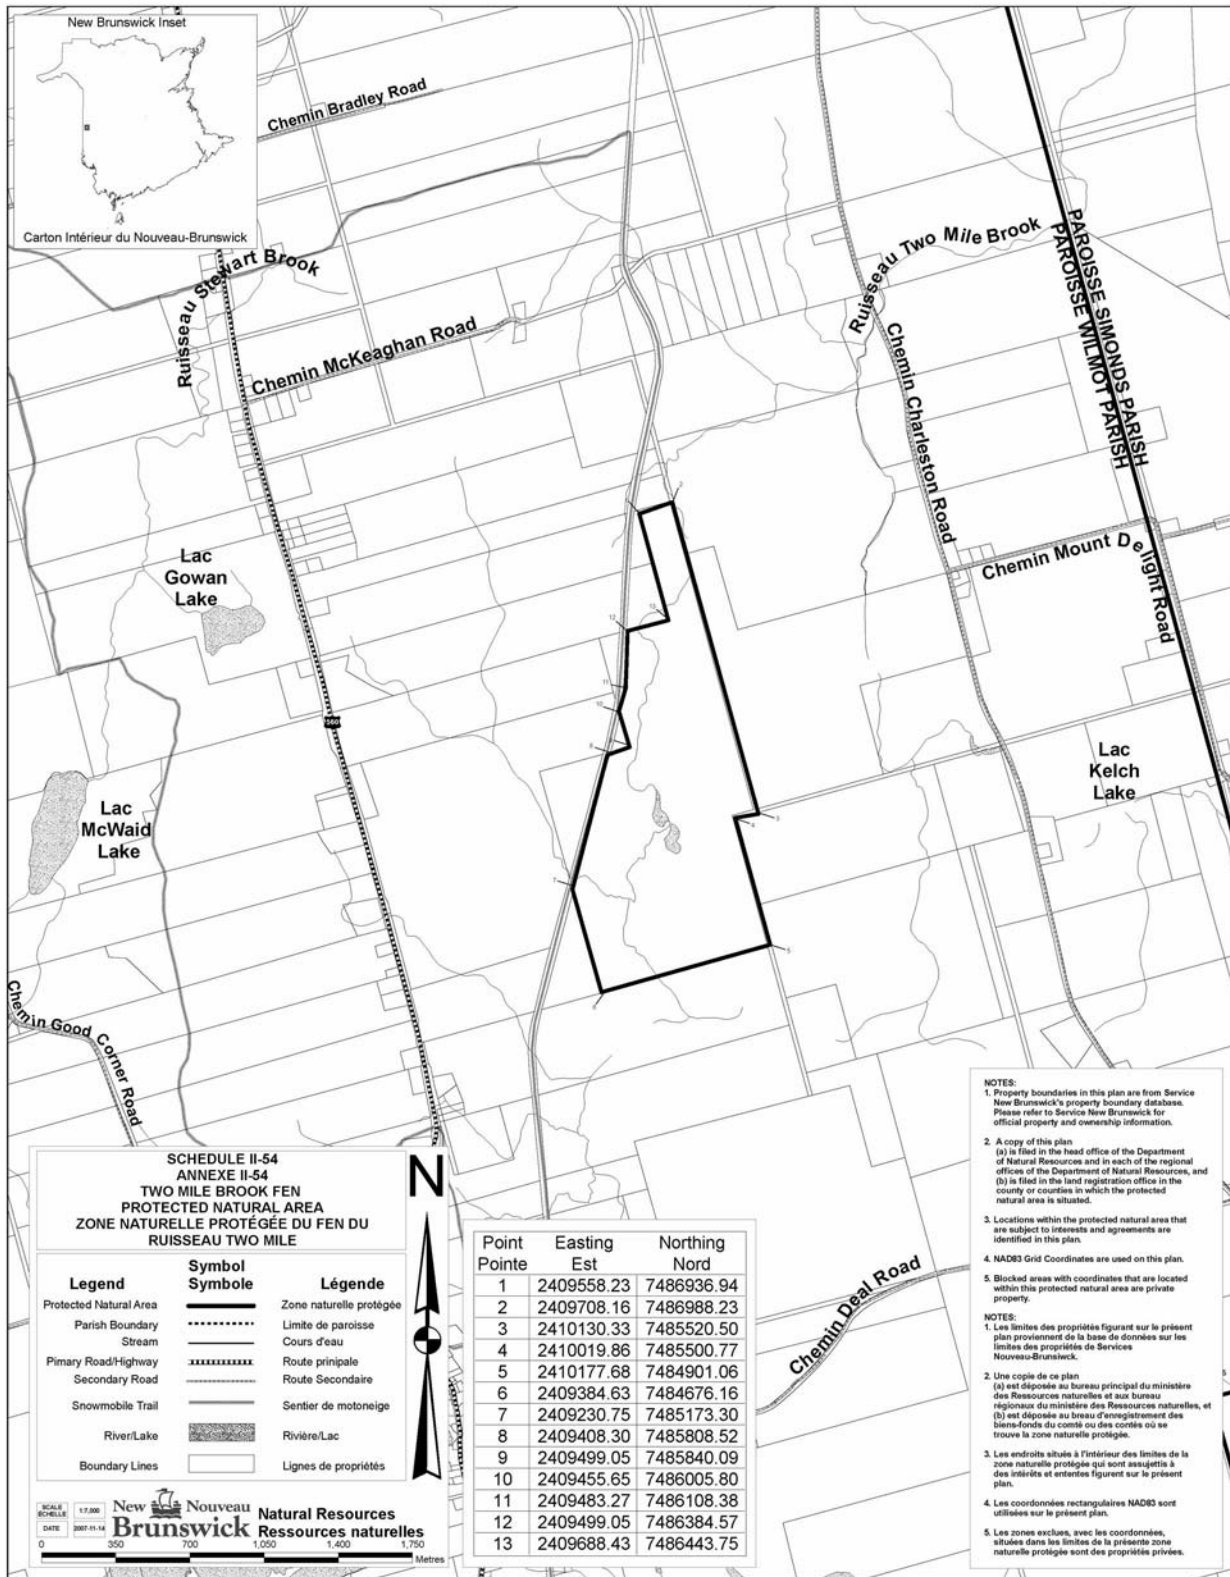 New Brunswick Inset
Carton Intérieur du Nouveau-Brunswick
Chemin Bradley Road
Ruisseau Stewart Brook
Chemin McKeaghan Road
Ruisseau Two Mile Brook
PAROISSE SIMONDS PARISH
PAROISSE WILMOT PARISH
Chemin Charleston Road
Chemin Mount Delight Road
Lac
Gowan
Lake
Lac
McWaid
Lake
Lac
Kelch
Lake
2
12
13
11
10
9
8
3
4
7
5
6
Chemin Good Corner Road
Chemin Deal Road
SCHEDULE II-54
ANNEXE II-54
TWO MILE BROOK FEN
PROTECTED NATURAL AREA
ZONE NATURELLE PROTÉGÉE DU FEN DU
RUISSEAU TWO MILE
Legend Symbol Symbole Légende
Protected Natural Area Zone naturelle protégée
Parish Boundary Limite de paroisse
Stream Cours d'eau
Pimary Road/Highway Route prinipale
Secondary Road Route Secondaire
Snowmobile Trail Sentier de motoneige
River/Lake Rivière/Lac
Boundary Lines Lignes de propriétés
N
SCALE ÉCHELLE 1:7,000
DATE 2007-11-14
New Nouveau
Brunswick
Natural Resources
Ressources naturelles
0 350 700 1,050 1,400 1,750
Metres
Point Easting Northing
Pointe Est Nord
1 2409558.23 7486936.94
2 2409708.16 7486988.23
3 2410130.33 7485520.50
4 2410019.86 7485500.77
5 2410177.68 7484901.06
6 2409384.63 7484676.16
7 2409230.75 7485173.30
8 2409408.30 7485808.52
9 2409499.05 7485840.09
10 2409455.65 7486005.80
11 2409483.27 7486108.38
12 2409499.05 7486384.57
13 2409688.43 7486443.75
NOTES:
1. Property boundaries in this plan are from Service
New Brunswick's property boundary database.
Please refer to Service New Brunswick for
official property and ownership information.
2. A copy of this plan
(a) is filed in the head office of the Department
of Natural Resources and in each of the regional
offices of the Department of Natural Resources, and
(b) is filed in the land registration office in the
county or counties in which the protected
natural area is situated.
3. Locations within the protected natural area that
are subject to interests and agreements are
identified in this plan.
4. NAD83 Grid Coordinates are used on this plan.
5. Blocked areas with coordinates that are located
within this protected natural area are private
property.
NOTES:
1. Les limites des propriétés figurant sur le présent
plan proviennent de la base de données sur les
limites des propriétés de Services
Nouveau-Brunsiwck.
2. Une copie de ce plan
(a) est déposée au bureau principal du ministère
des Ressources naturelles et aux bureau
régionaux du ministère des Ressources naturelles, et
(b) est déposée au breau d'enregistrement des
biens-fonds du comté ou des contés où se
trouve la zone naturelle protégée.
3. Les endroits situés à l'intérieur des limites de la
zone naturelle protégée qui sont assujettis à
des intérêts et ententes figurent sur le présent
plan.
4. Les coordonnées rectangulaires NAD83 sont
utilisées sur le présent plan.
5. Les zones exclues, avec les coordonnées,
situées dans les limites de la présente zone
naturelle protégée sont des propriétés privées.